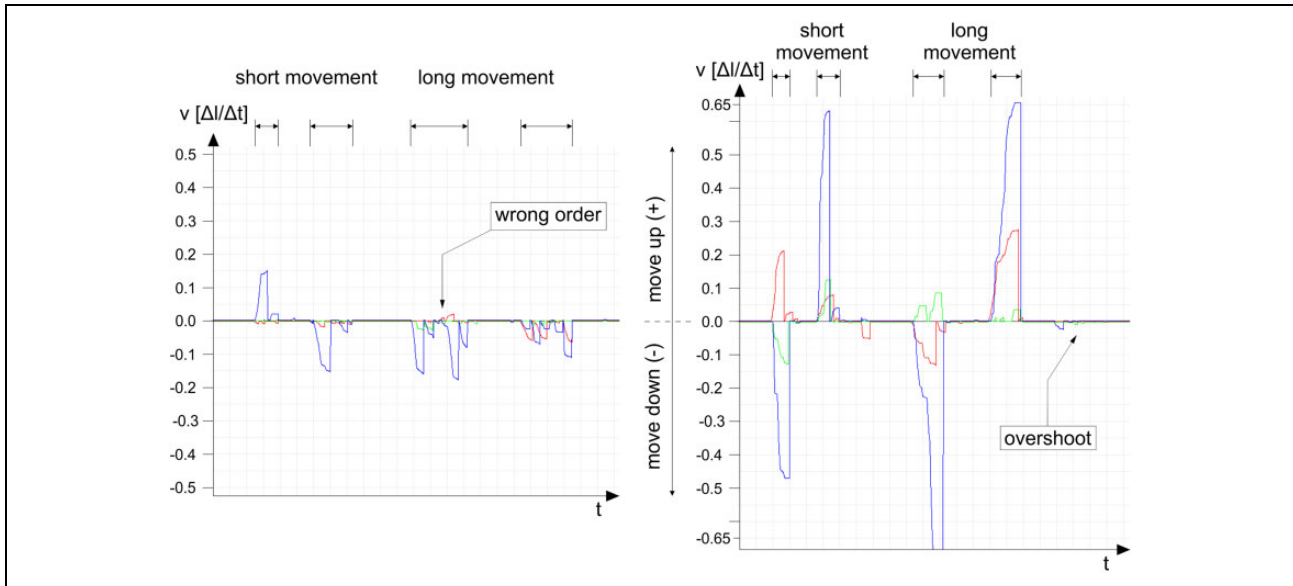 short movement
long movement
v [Δl/Δt]
0.5
0.4
0.3
0.2
0.1
0.0
-0.1
-0.2
-0.3
-0.4
-0.5
wrong order
t
move up (+)
move down (-)
short
movement
long
movement
v [Δl/Δt]
0.65
0.5
0.4
0.3
0.2
0.1
0.0
-0.1
-0.2
-0.3
-0.4
-0.5
-0.65
overshoot
t